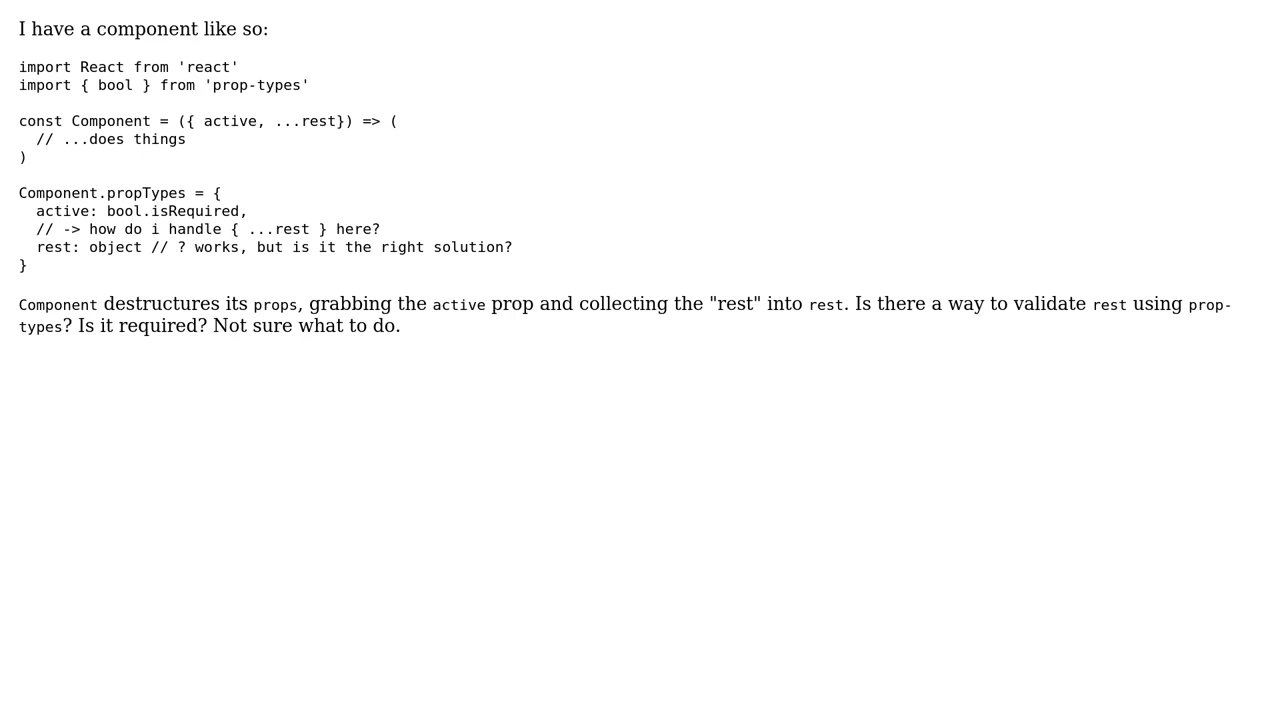 I have a component like so:
import React from 'react'
import { bool } from 'prop-types'
const Component = ({ active, ...rest}) => (
  // ...does things
)
Component.propTypes = {
  active: bool.isRequired,
  // -> how do i handle { ...rest } here?
  rest: object // ? works, but is it the right solution?
}
Component destructures its props, grabbing the active prop and collecting the "rest" into rest. Is there a way to validate rest using prop-
types? Is it required? Not sure what to do.